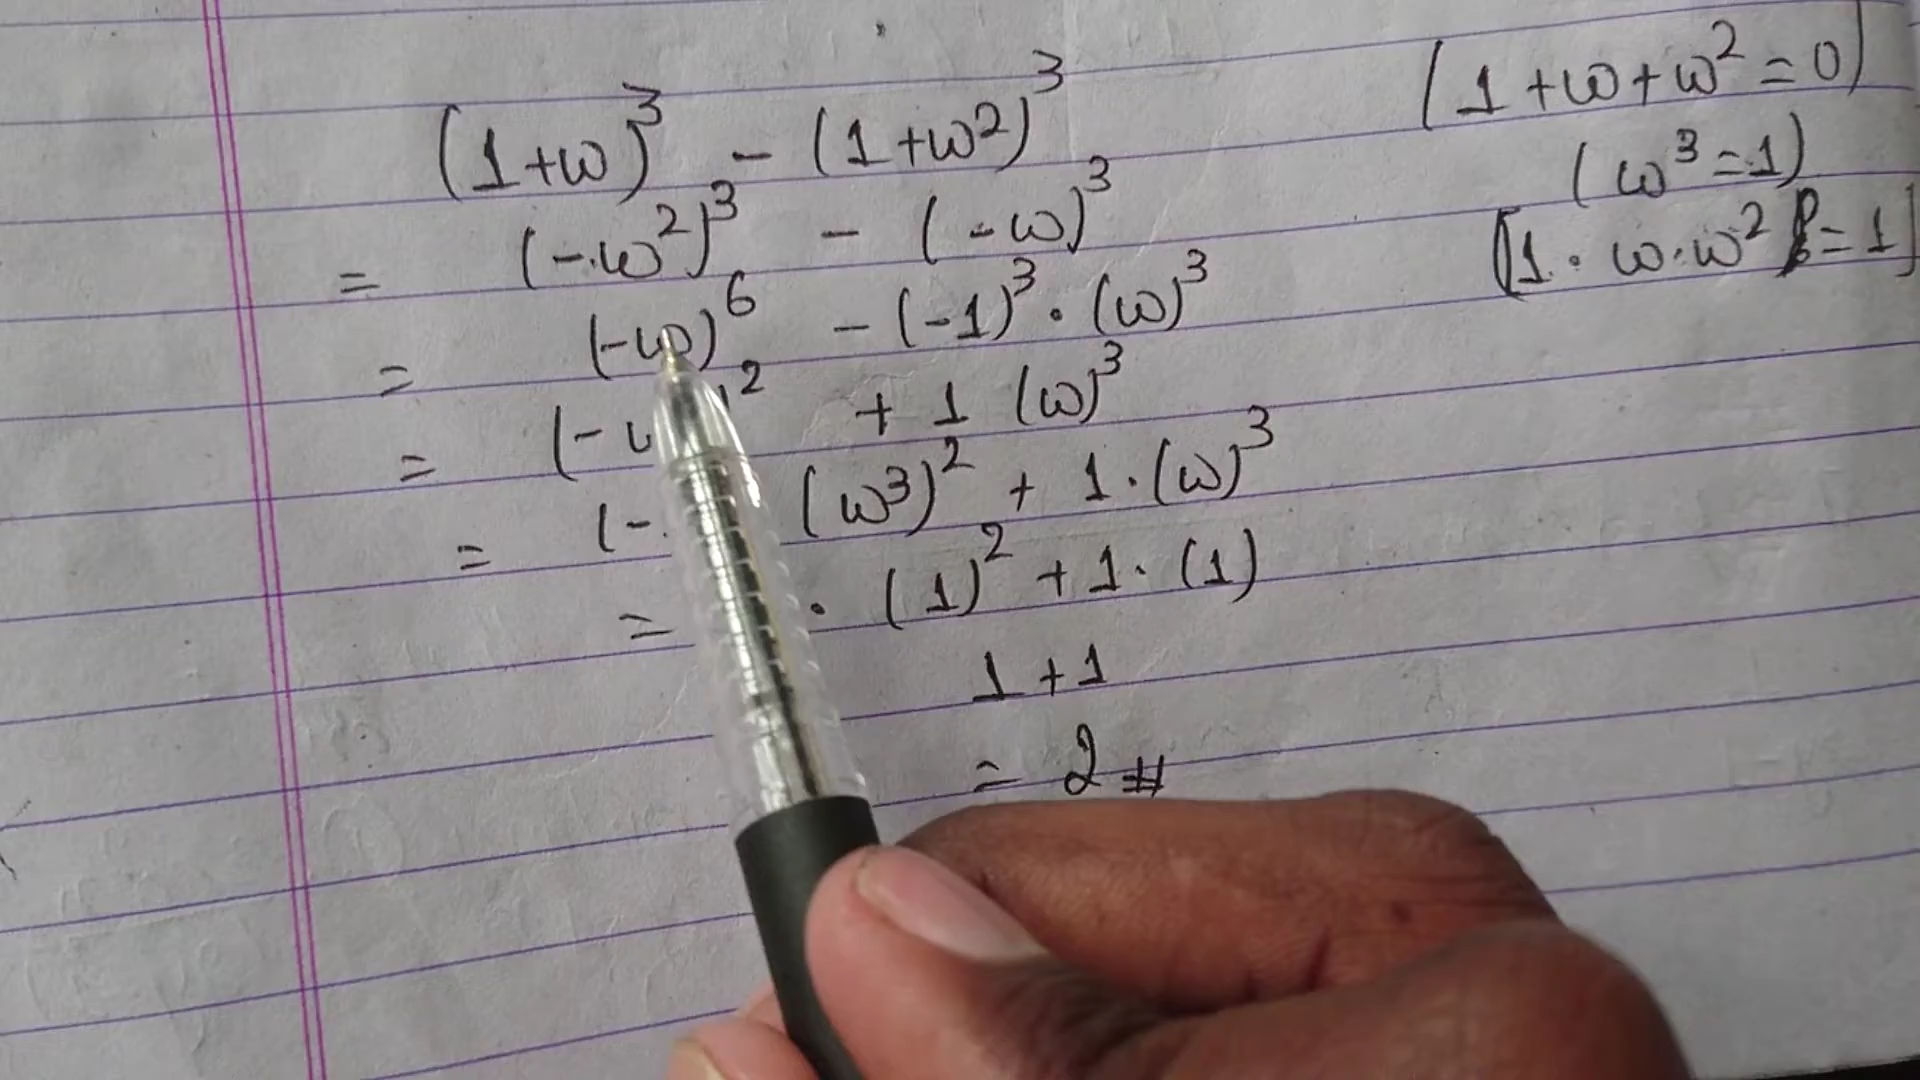 (1+ω)³ - (1+ω²)³
= (-ω²)³ - (-ω)³
= (-ω)⁶ - (-1)³ · (ω)³
= (- ² + 1 (ω)³
= (- (ω³)² + 1·(ω)³
= · (1)² + 1· (1)
1 + 1
= 2 #
(1+ω+ω²=0)
(ω³=1)
[1· ω·ω² =1]